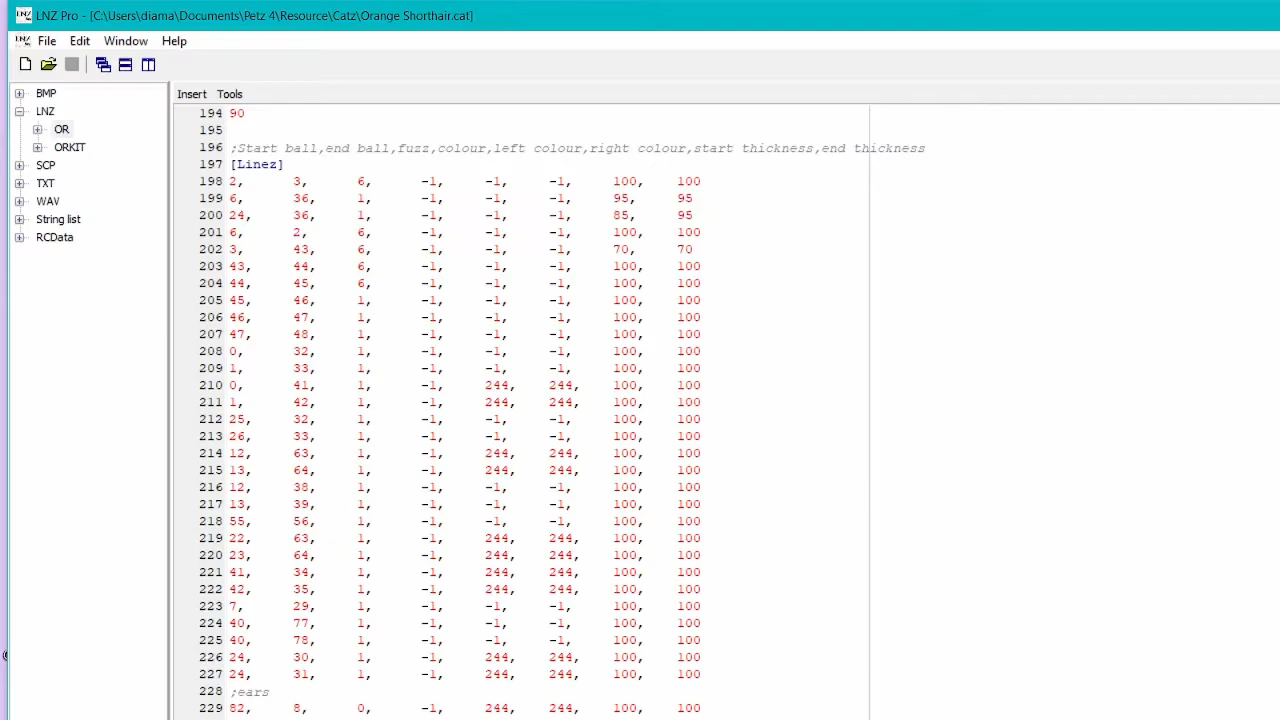 LNZ Pro - [C:\Users\diama\Documents\Petz 4\Resource\Catz\Orange Shorthair.cat]
File Edit Window Help
BMP
LNZ
OR
ORKIT
SCP
TXT
WAV
String list
RCData
Insert Tools
194 90
195
196 ;Start ball,end ball,fuzz,colour,left colour,right colour,start thickness,end thickness
197 [Linez]
198 2, 3, 6, -1, -1, -1, 100, 100
199 6, 36, 1, -1, -1, -1, 95, 95
200 24, 36, 1, -1, -1, -1, 85, 95
201 6, 2, 6, -1, -1, -1, 100, 100
202 3, 43, 6, -1, -1, -1, 70, 70
203 43, 44, 6, -1, -1, -1, 100, 100
204 44, 45, 6, -1, -1, -1, 100, 100
205 45, 46, 1, -1, -1, -1, 100, 100
206 46, 47, 1, -1, -1, -1, 100, 100
207 47, 48, 1, -1, -1, -1, 100, 100
208 0, 32, 1, -1, -1, -1, 100, 100
209 1, 33, 1, -1, -1, -1, 100, 100
210 0, 41, 1, -1, 244, 244, 100, 100
211 1, 42, 1, -1, 244, 244, 100, 100
212 25, 32, 1, -1, -1, -1, 100, 100
213 26, 33, 1, -1, -1, -1, 100, 100
214 12, 63, 1, -1, 244, 244, 100, 100
215 13, 64, 1, -1, 244, 244, 100, 100
216 12, 38, 1, -1, -1, -1, 100, 100
217 13, 39, 1, -1, -1, -1, 100, 100
218 55, 56, 1, -1, -1, -1, 100, 100
219 22, 63, 1, -1, 244, 244, 100, 100
220 23, 64, 1, -1, 244, 244, 100, 100
221 41, 34, 1, -1, 244, 244, 100, 100
222 42, 35, 1, -1, 244, 244, 100, 100
223 7, 29, 1, -1, -1, -1, 100, 100
224 40, 77, 1, -1, -1, -1, 100, 100
225 40, 78, 1, -1, -1, -1, 100, 100
226 24, 30, 1, -1, 244, 244, 100, 100
227 24, 31, 1, -1, 244, 244, 100, 100
228 ;ears
229 82, 8, 0, -1, 244, 244, 100, 100